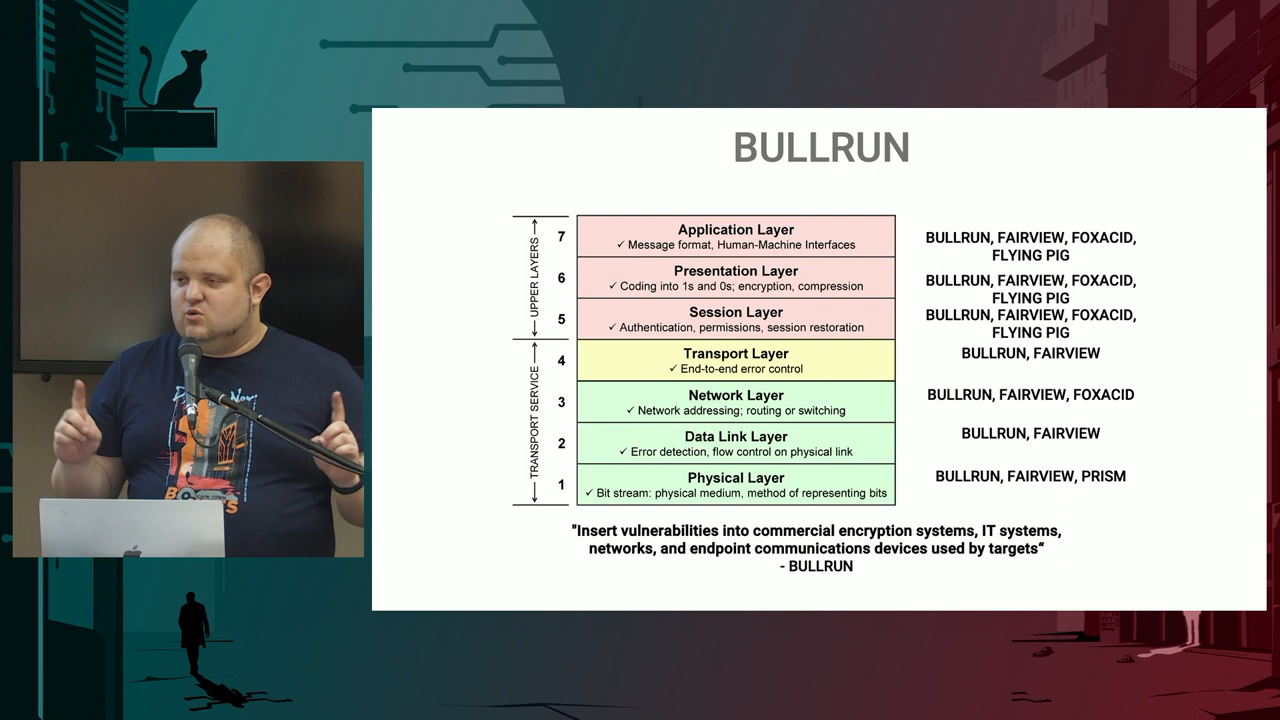 BULLRUN
UPPER LAYERS
TRANSPORT SERVICE
7
Application Layer
✓ Message format, Human-Machine Interfaces
BULLRUN, FAIRVIEW, FOXACID,
FLYING PIG
6
Presentation Layer
✓ Coding into 1s and 0s; encryption, compression
BULLRUN, FAIRVIEW, FOXACID,
FLYING PIG
5
Session Layer
✓ Authentication, permissions, session restoration
BULLRUN, FAIRVIEW, FOXACID,
FLYING PIG
4
Transport Layer
✓ End-to-end error control
BULLRUN, FAIRVIEW
3
Network Layer
✓ Network addressing; routing or switching
BULLRUN, FAIRVIEW, FOXACID
2
Data Link Layer
✓ Error detection, flow control on physical link
BULLRUN, FAIRVIEW
1
Physical Layer
✓ Bit stream: physical medium, method of representing bits
BULLRUN, FAIRVIEW, PRISM
"Insert vulnerabilities into commercial encryption systems, IT systems,
networks, and endpoint communications devices used by targets“
- BULLRUN